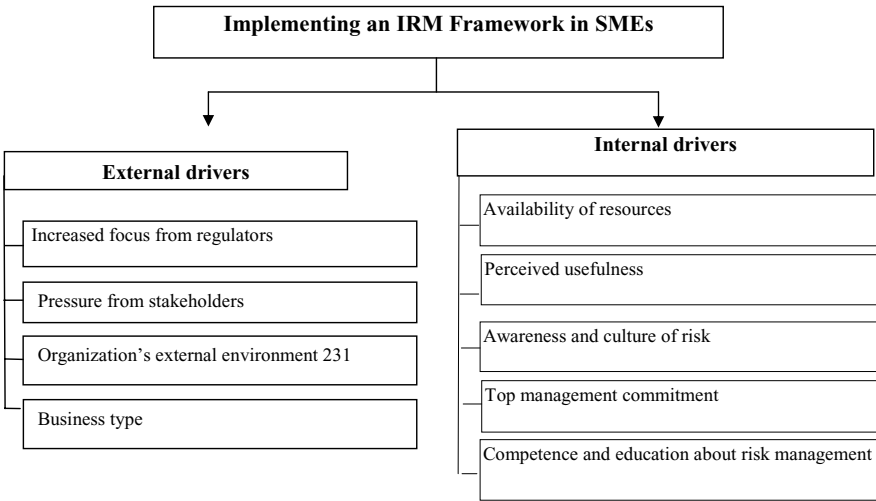 Implementing an IRM Framework in SMEs
External drivers
Increased focus from regulators
Pressure from stakeholders
Organization's external environment 231
Business type
Internal drivers
Availability of resources
Perceived usefulness
Awareness and culture of risk
Top management commitment
Competence and education about risk management